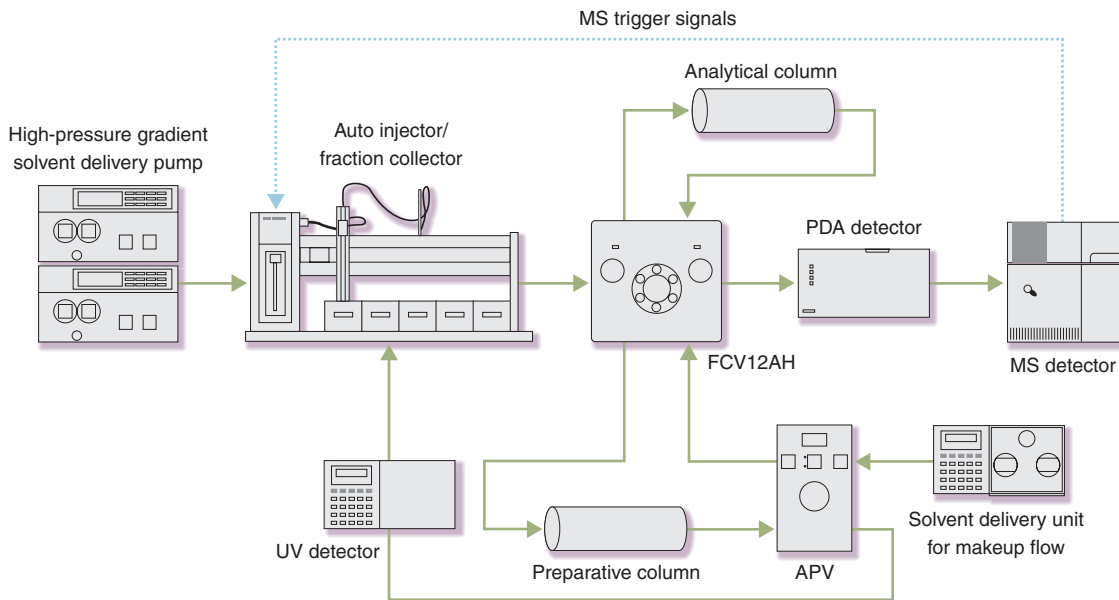 MS trigger signals
Analytical column
High-pressure gradient
solvent delivery pump
Auto injector/
fraction collector
PDA detector
FCV12AH
MS detector
UV detector
Preparative column
APV
Solvent delivery unit
for makeup flow